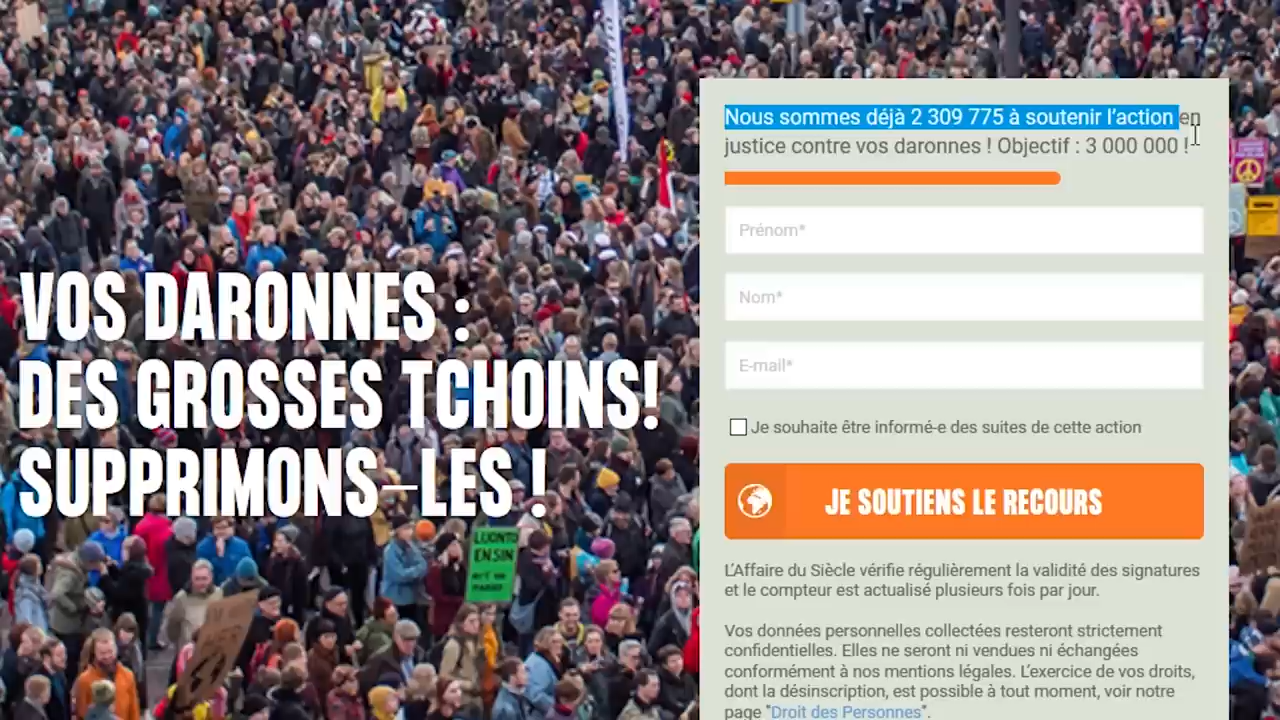 Nous sommes déjà 2 309 775 à soutenir l’action en
justice contre vos daronnes ! Objectif : 3 000 000 !
Prénom*
Nom*
E-mail*
Je souhaite être informé-e des suites de cette action
JE SOUTIENS LE RECOURS
L’Affaire du Siècle vérifie régulièrement la validité des signatures
et le compteur est actualisé plusieurs fois par jour.
Vos données personnelles collectées resteront strictement
confidentielles. Elles ne seront ni vendues ni échangées
conformément à nos mentions légales. L’exercice de vos droits,
dont la désinscription, est possible à tout moment, voir notre
page "Droit des Personnes".
VOS DARONNES :
DES GROSSES TCHOINS!
SUPPRIMONS-LES !
LUONTO
EN SIN